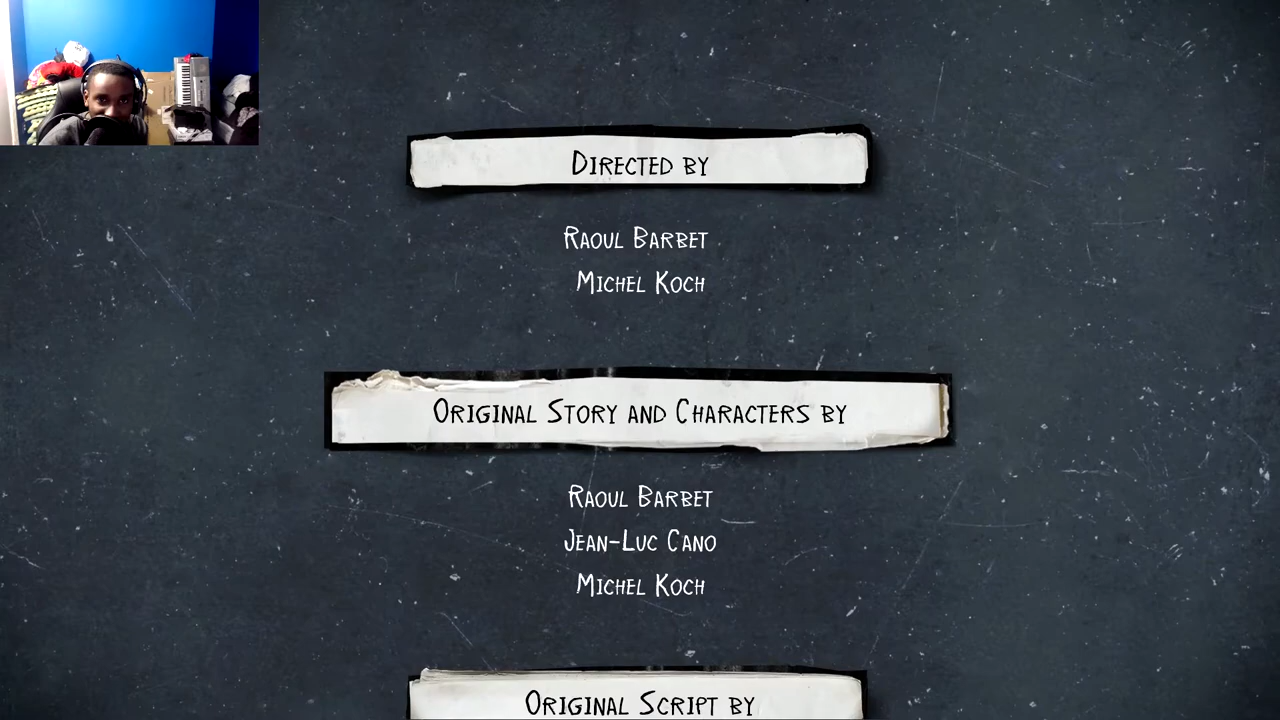 Directed by
Raoul Barbet
Michel Koch
Original Story and Characters by
Raoul Barbet
Jean-Luc Cano
Michel Koch
Original Script by